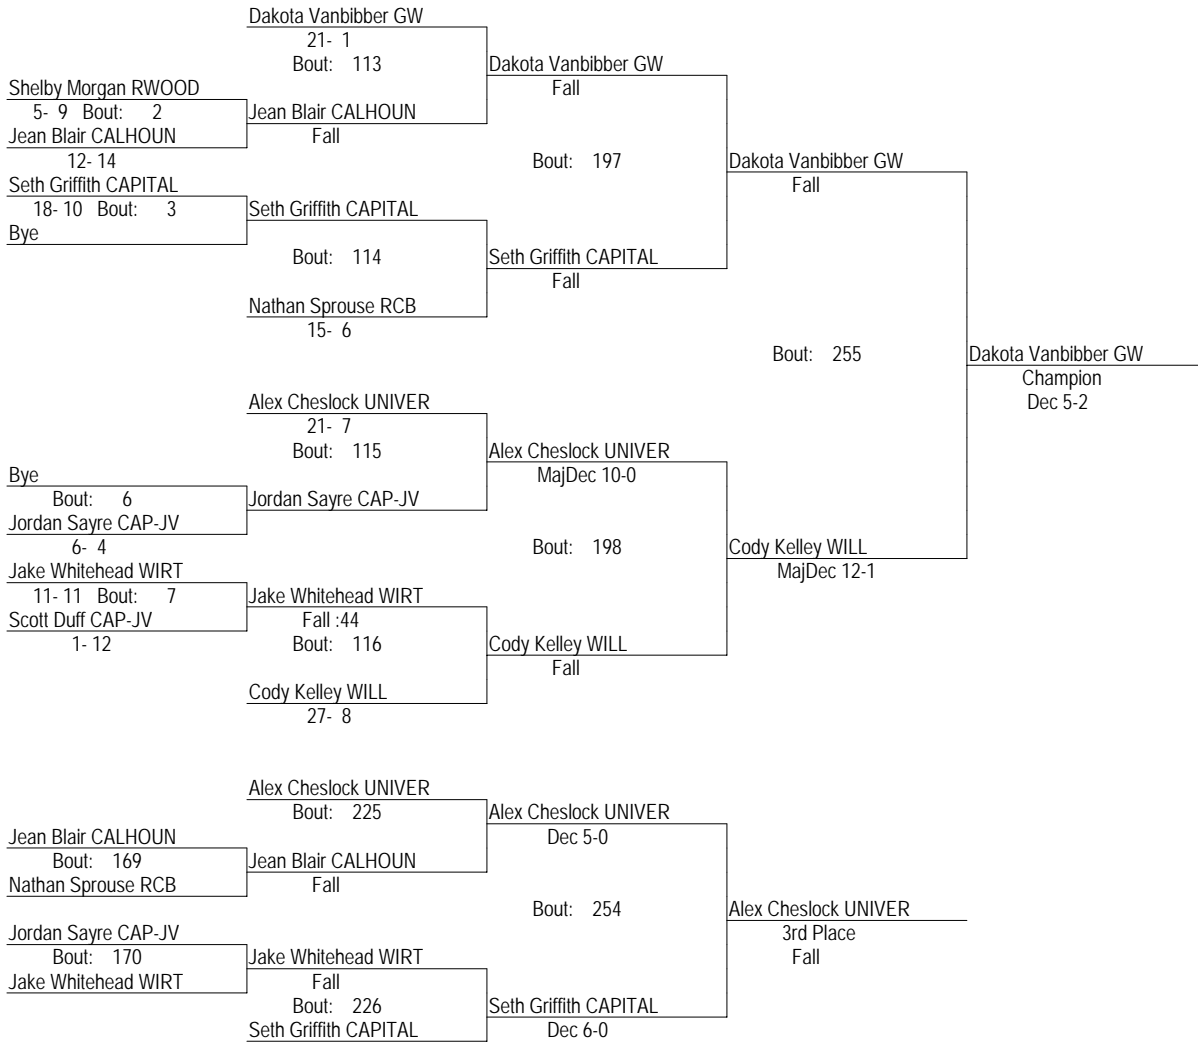 Dakota Vanbibber GW
21- 1
Bout: 113
Dakota Vanbibber GW
Fall
Shelby Morgan RWOOD
5- 9 Bout: 2
Jean Blair CALHOUN
Fall
Jean Blair CALHOUN
12- 14
Bout: 197
Dakota Vanbibber GW
Fall
Seth Griffith CAPITAL
18- 10 Bout: 3
Seth Griffith CAPITAL
Bye
Bout: 114
Seth Griffith CAPITAL
Fall
Nathan Sprouse RCB
15- 6
Bout: 255
Dakota Vanbibber GW
Champion
Dec 5-2
Alex Cheslock UNIVER
21- 7
Bout: 115
Alex Cheslock UNIVER
MajDec 10-0
Bye
Bout: 6
Jordan Sayre CAP-JV
Jordan Sayre CAP-JV
6- 4
Bout: 198
Cody Kelley WILL
MajDec 12-1
Jake Whitehead WIRT
11- 11 Bout: 7
Jake Whitehead WIRT
Fall :44
Scott Duff CAP-JV
1- 12
Bout: 116
Cody Kelley WILL
Fall
Cody Kelley WILL
27- 8
Alex Cheslock UNIVER
Bout: 225
Alex Cheslock UNIVER
Dec 5-0
Jean Blair CALHOUN
Bout: 169
Jean Blair CALHOUN
Fall
Nathan Sprouse RCB
Bout: 254
Alex Cheslock UNIVER
3rd Place
Fall
Jordan Sayre CAP-JV
Bout: 170
Jake Whitehead WIRT
Fall
Jake Whitehead WIRT
Bout: 226
Seth Griffith CAPITAL
Dec 6-0
Seth Griffith CAPITAL